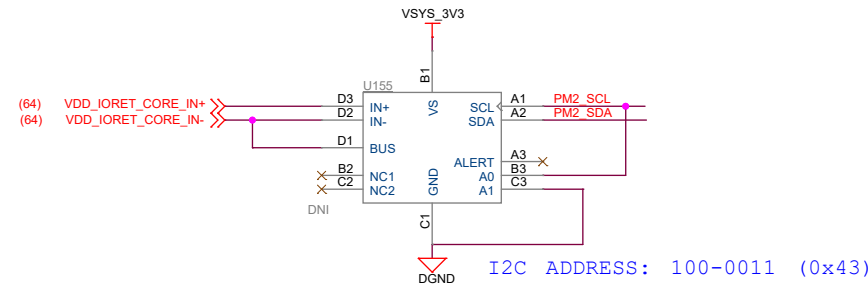 VSYS_3V3
B1
U155
(64) VDD_IORET_CORE_IN+ D3 IN+ VS SCL A1 PM2_SCL
(64) VDD_IORET_CORE_IN- D2 IN- SDA A2 PM2_SDA
D1 BUS
ALERT A3
B2 NC1 GND A0 B3
C2 NC2 A1 C3
DNI
C1
DGND
I2C ADDRESS: 100-0011 (0x43)